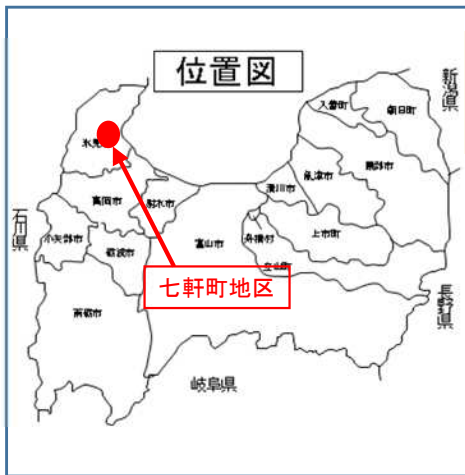 位置図
新潟県
入善町
朝日町
氷見
黒部市
魚津市
滑川市
高岡市
射水市
石川県
小矢部市
砺波市
富山市
舟橋村
上市町
立山町
七軒町地区
長野県
南砺市
岐阜県